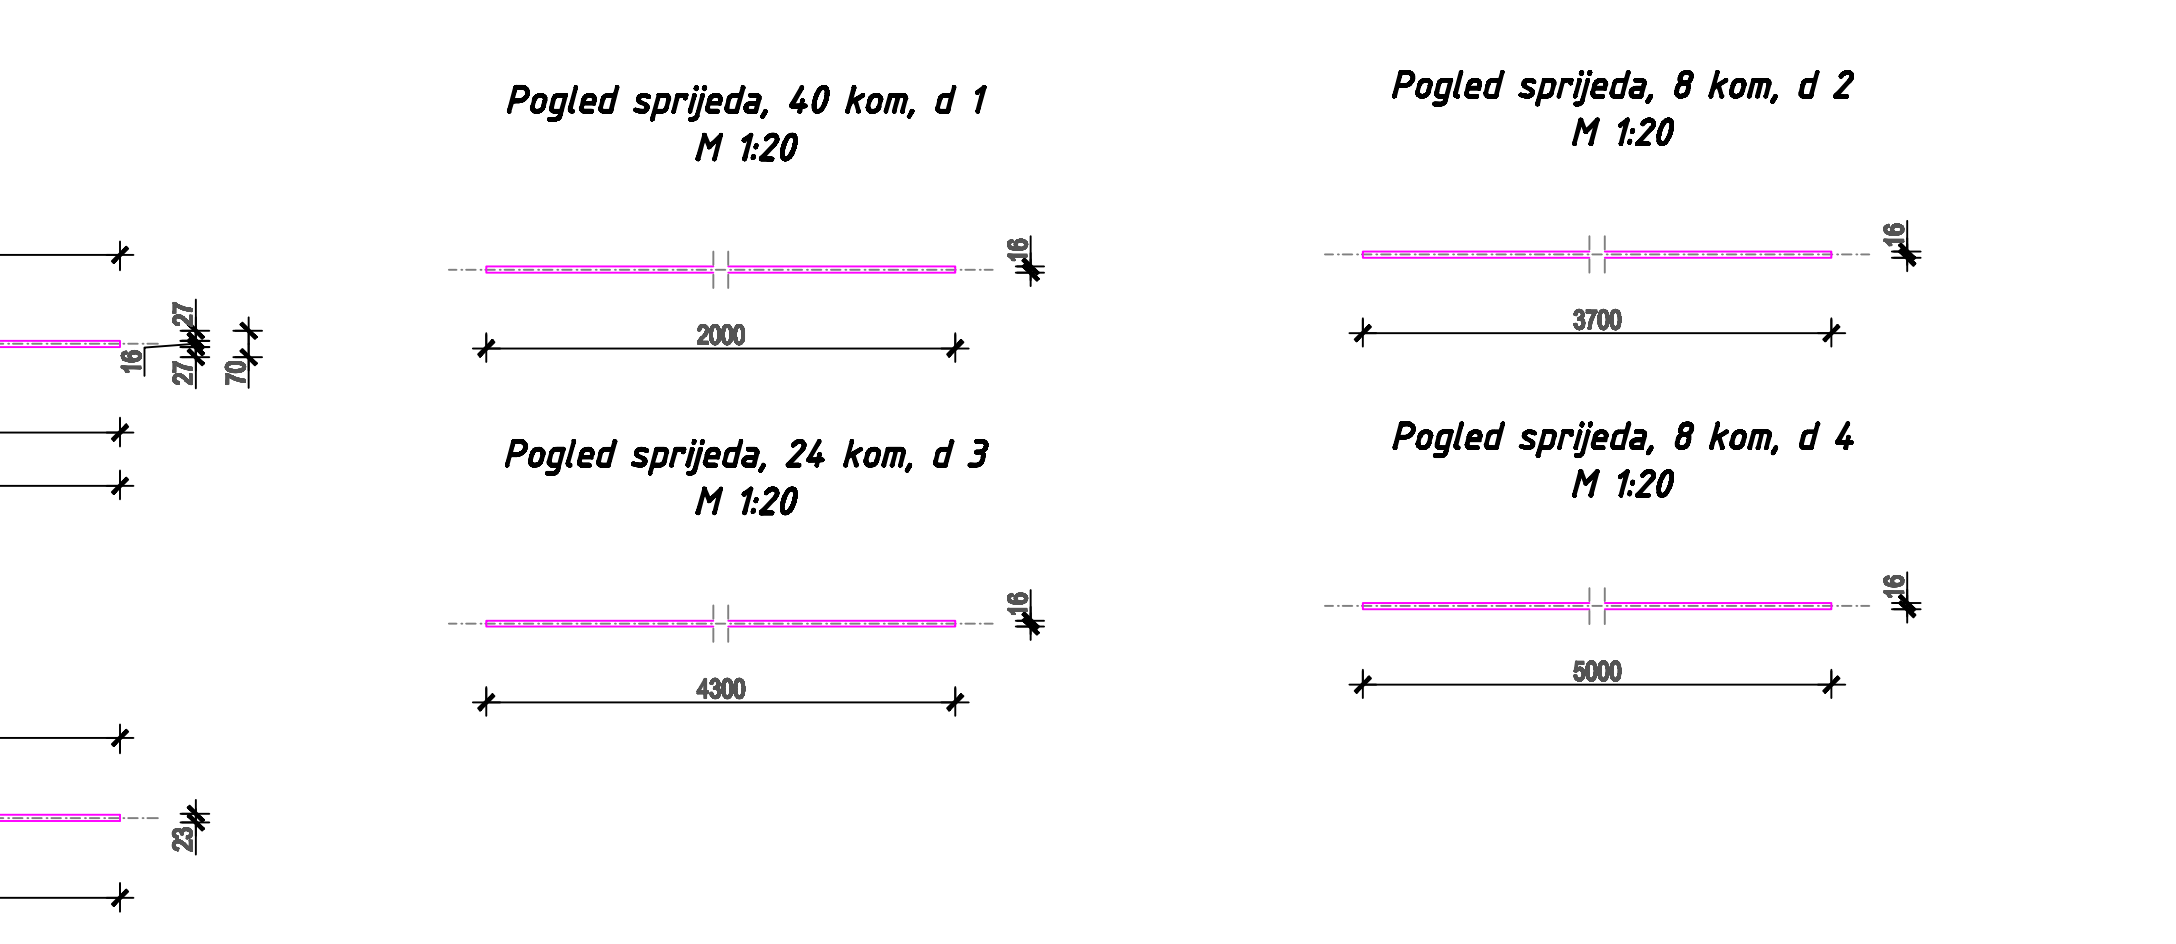 Pogled sprijeda, 40 kom, d 1
M 1:20
16
2000
Pogled sprijeda, 8 kom, d 2
M 1:20
16
3700
27
16
27
70
Pogled sprijeda, 24 kom, d 3
M 1:20
16
4300
Pogled sprijeda, 8 kom, d 4
M 1:20
16
5000
23